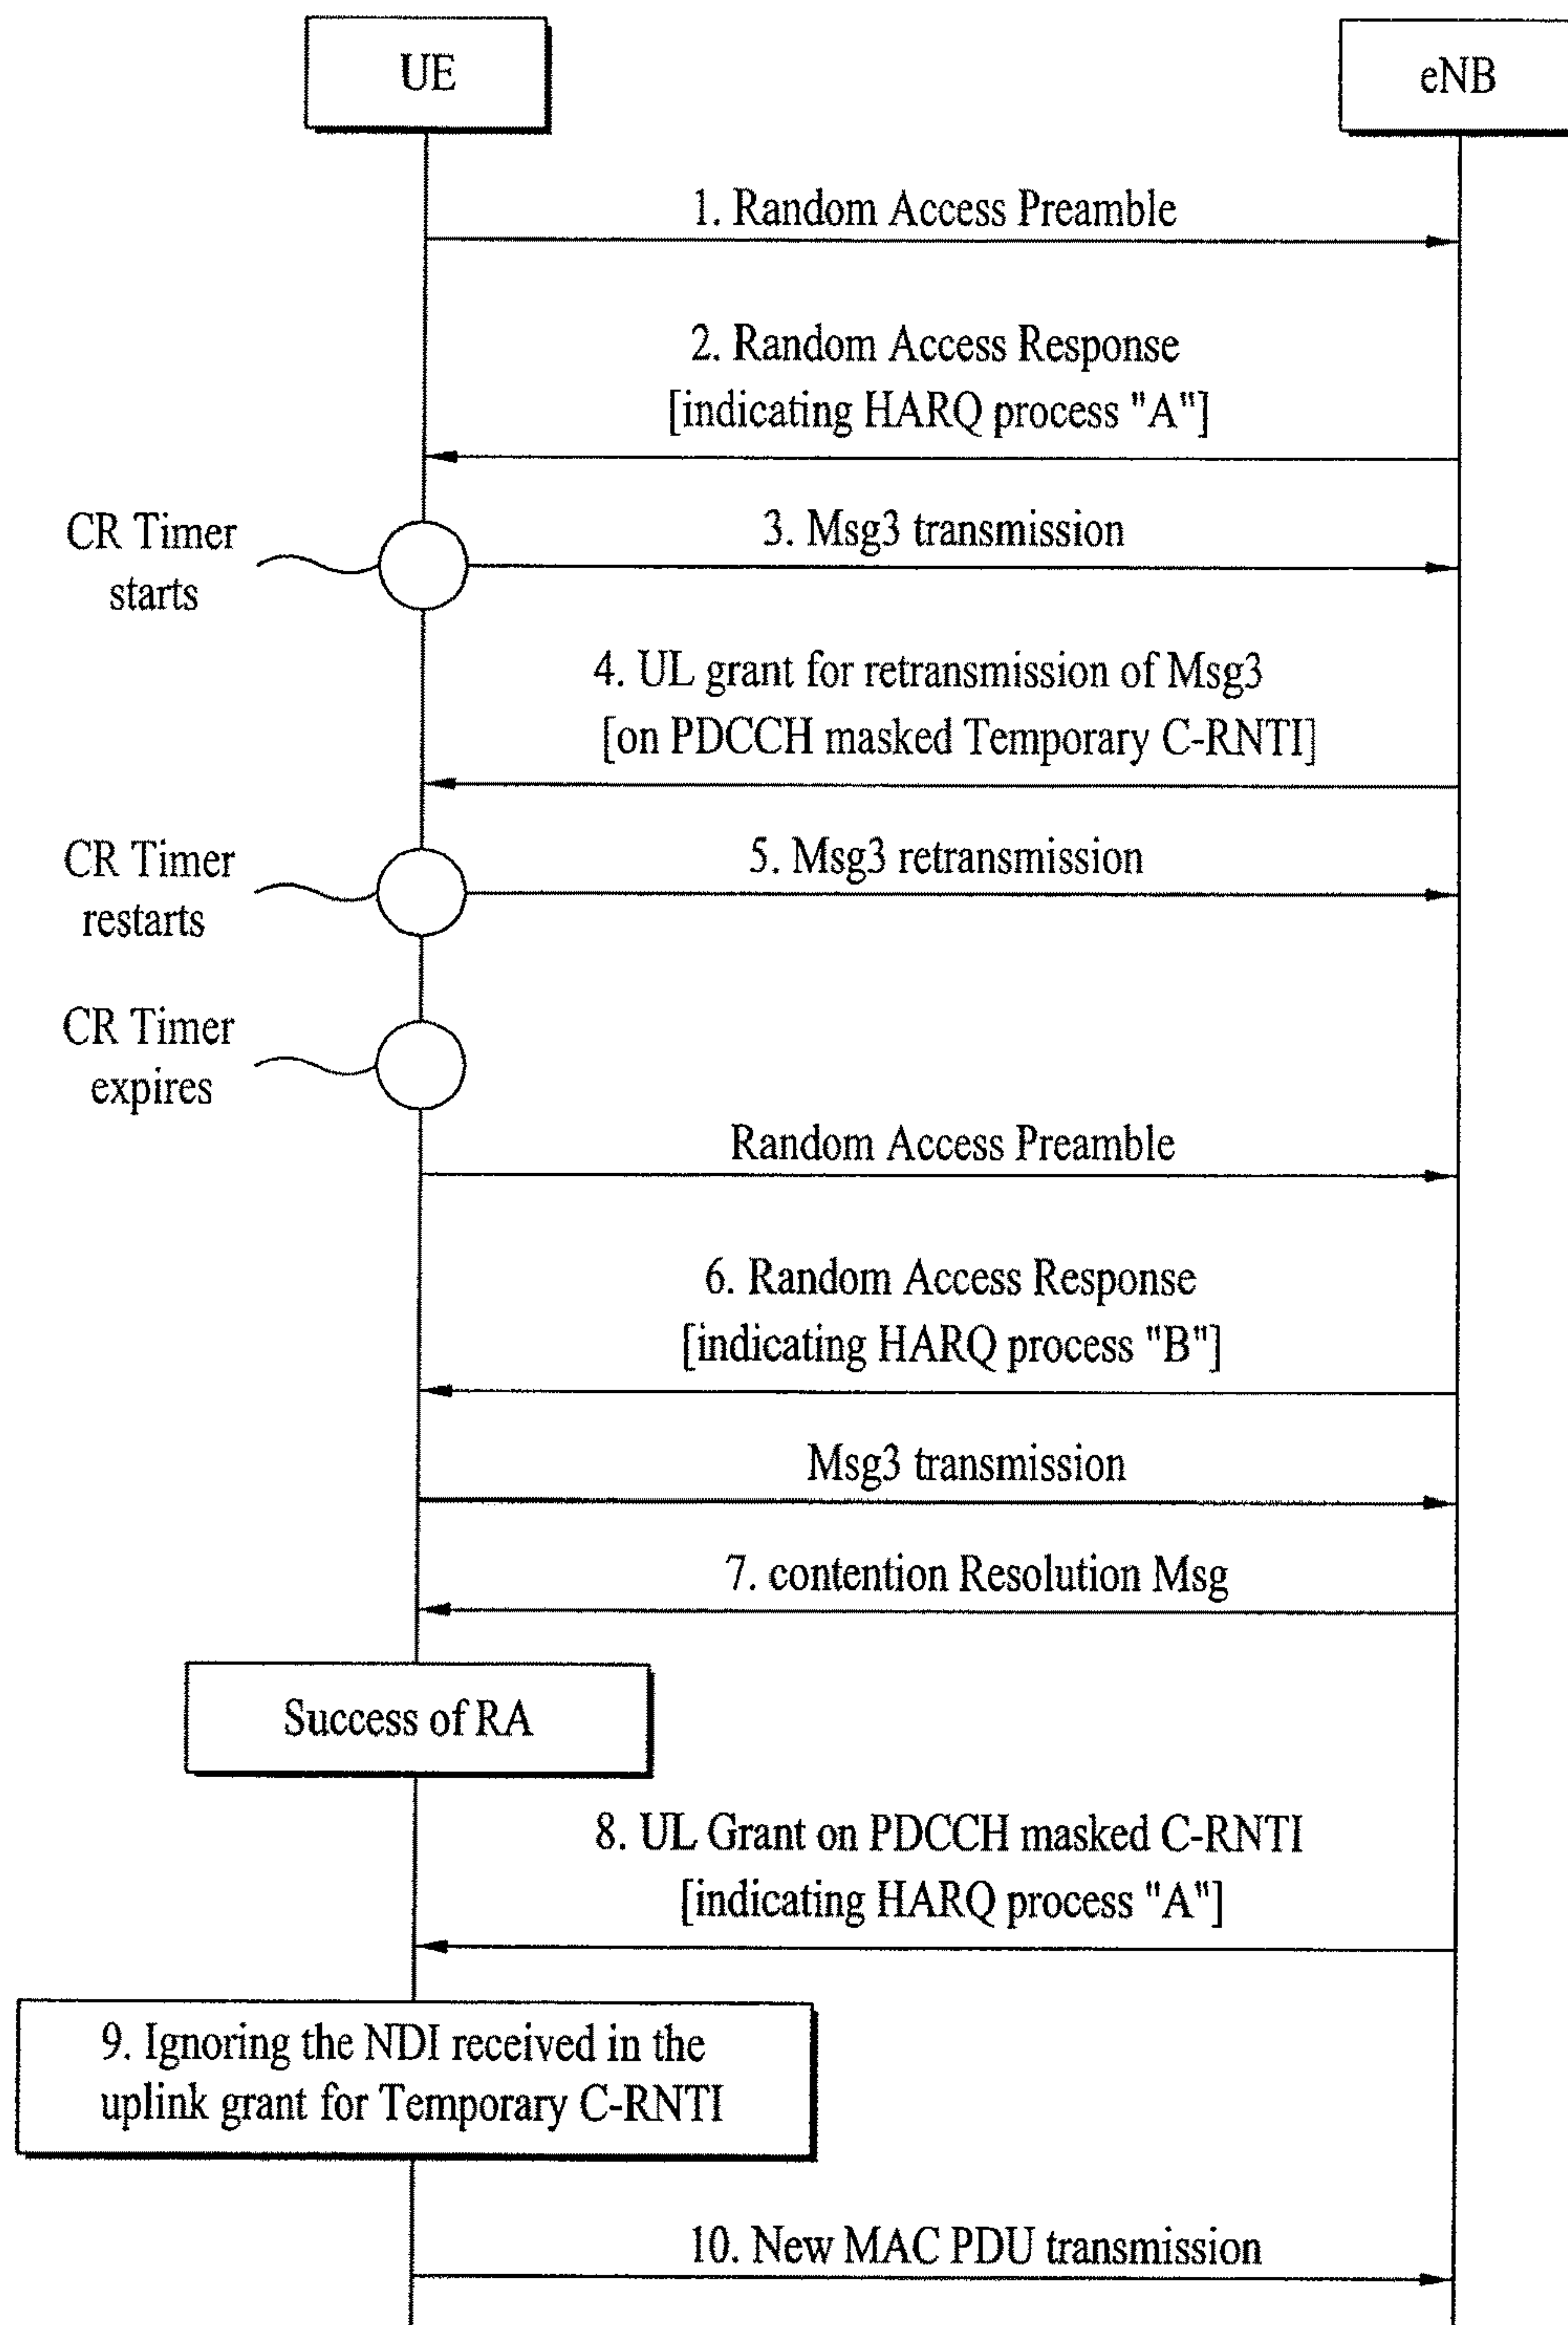 UE
eNB
1. Random Access Preamble
2. Random Access Response
[indicating HARQ process "A"]
CR Timer
starts
3. Msg3 transmission
4. UL grant for retransmission of Msg3
[on PDCCH masked Temporary C-RNTI]
CR Timer
restarts
5. Msg3 retransmission
CR Timer
expires
Random Access Preamble
6. Random Access Response
[indicating HARQ process "B"]
Msg3 transmission
7. contention Resolution Msg
Success of RA
8. UL Grant on PDCCH masked C-RNTI
[indicating HARQ process "A"]
9. Ignoring the NDI received in the
uplink grant for Temporary C-RNTI
10. New MAC PDU transmission